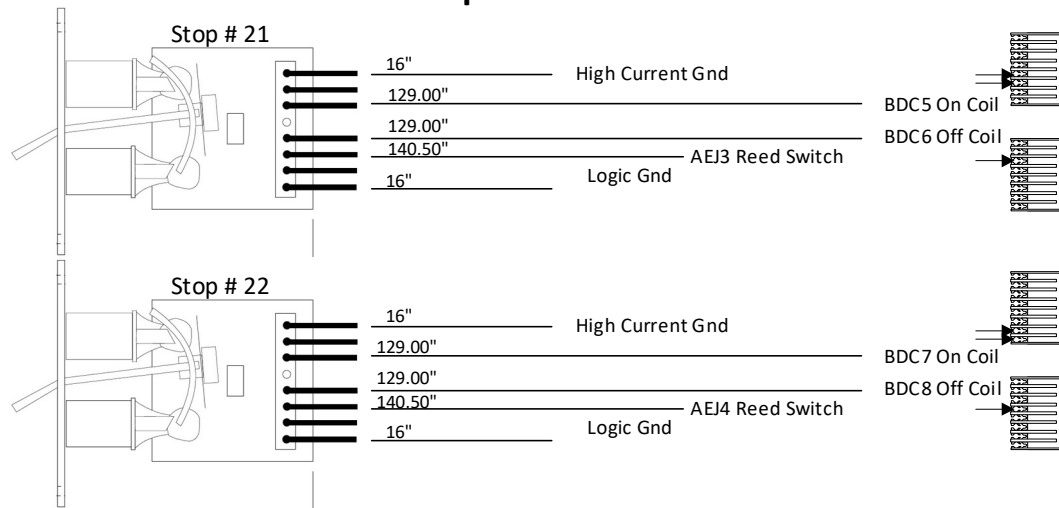 Stop # 21
16"
High Current Gnd
129.00"
BDC5 On Coil
129.00"
BDC6 Off Coil
140.50"
AEJ3 Reed Switch
Logic Gnd
16"
Stop # 22
16"
High Current Gnd
129.00"
BDC7 On Coil
129.00"
BDC8 Off Coil
140.50"
AEJ4 Reed Switch
Logic Gnd
16"